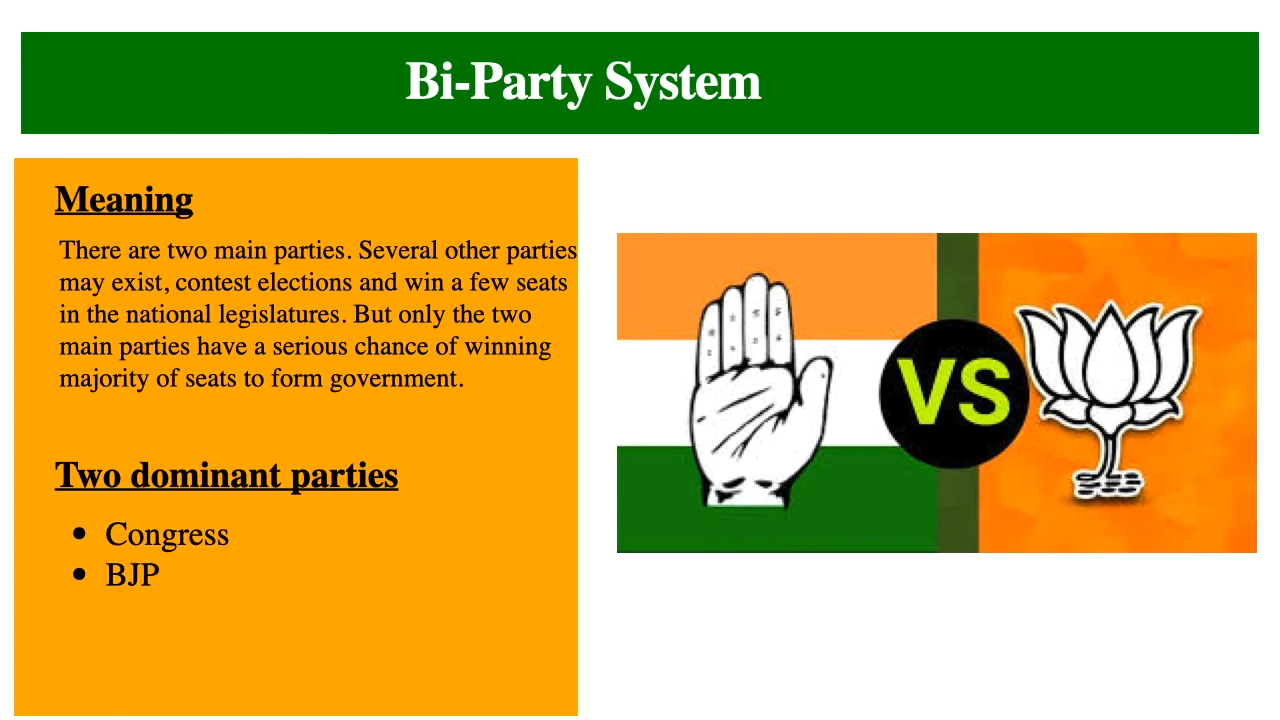 Bi-Party System
Meaning
There are two main parties. Several other parties
may exist, contest elections and win a few seats
in the national legislatures. But only the two
main parties have a serious chance of winning
majority of seats to form government.
Two dominant parties
• Congress
• BJP
VS